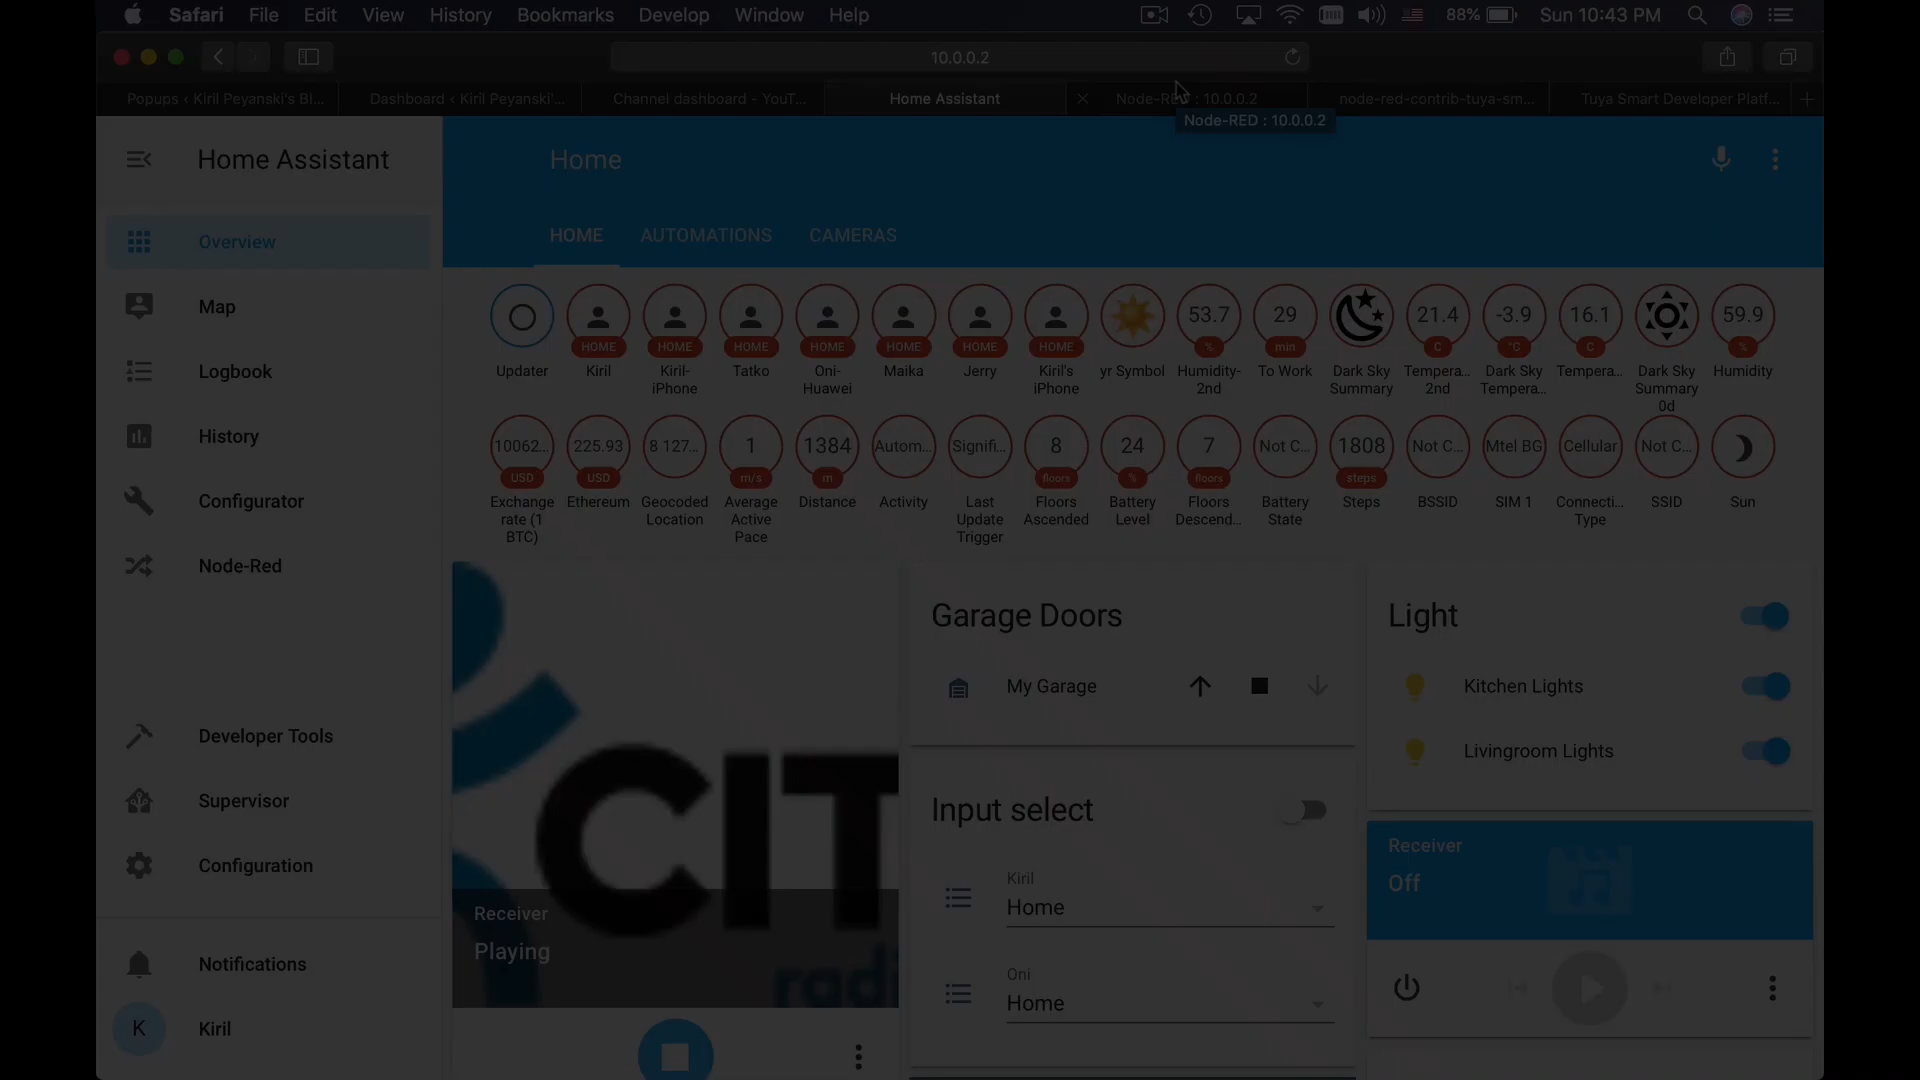 Safari File Edit View History Bookmarks Develop Window Help 88% Sun 10:43 PM
10.0.0.2
Popups ‹ Kiril Peyanski's Bl... Dashboard ‹ Kiril Peyanski'... Channel dashboard - YouT... Home Assistant Node-RED : 10.0.0.2 node-red-contrib-tuya-sm... Tuya Smart Developer Platf...
Node-RED : 10.0.0.2
Home Assistant
Overview
Map
Logbook
History
Configurator
Node-Red
Developer Tools
Supervisor
Configuration
Notifications
K Kiril
Home
HOME AUTOMATIONS CAMERAS
53.7 29 21.4 -3.9 16.1 59.9
HOME HOME HOME HOME HOME HOME HOME % min C °C C %
Updater Kiril Kiril- Tatko Oni- Maika Jerry Kiril's yr Symbol Humidity- To Work Dark Sky Tempera... Dark Sky Tempera... Dark Sky Humidity
iPhone Huawei iPhone 2nd Summary 2nd Tempera... Summary
0d
10062... 225.93 8 127... 1 1384 Autom... Signifi... 8 24 7 Not C... 1808 Not C... Mtel BG Cellular Not C...
USD USD m/s m floors % floors steps
Exchange Ethereum Geocoded Average Distance Activity Last Floors Battery Floors Battery Steps BSSID SIM 1 Connecti... SSID Sun
rate (1 Location Active Update Ascended Level Descend... State Type
BTC) Pace Trigger
CIT
radi
Receiver
Playing
Garage Doors
My Garage
Input select
Kiril
Home
Oni
Home
Light
Kitchen Lights
Livingroom Lights
Receiver
Off